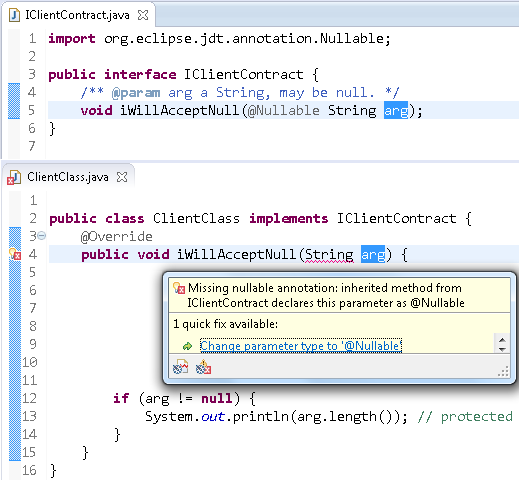 IClientContract.java
1 import org.eclipse.jdt.annotation.Nullable;
2
3 public interface IClientContract {
4 /** @param arg a String, may be null. */
5 void iWillAcceptNull(@Nullable String arg);
6 }
7
ClientClass.java
1
2 public class ClientClass implements IClientContract {
3 @Override
4 public void iWillAcceptNull(String arg) {
5
6
7
8
9
10
11
Missing nullable annotation: inherited method from
IClientContract declares this parameter as @Nullable
1 quick fix available:
Change parameter type to '@Nullable'
12 if (arg != null) {
13 System.out.println(arg.length()); // protected
14 }
15 }
16 }